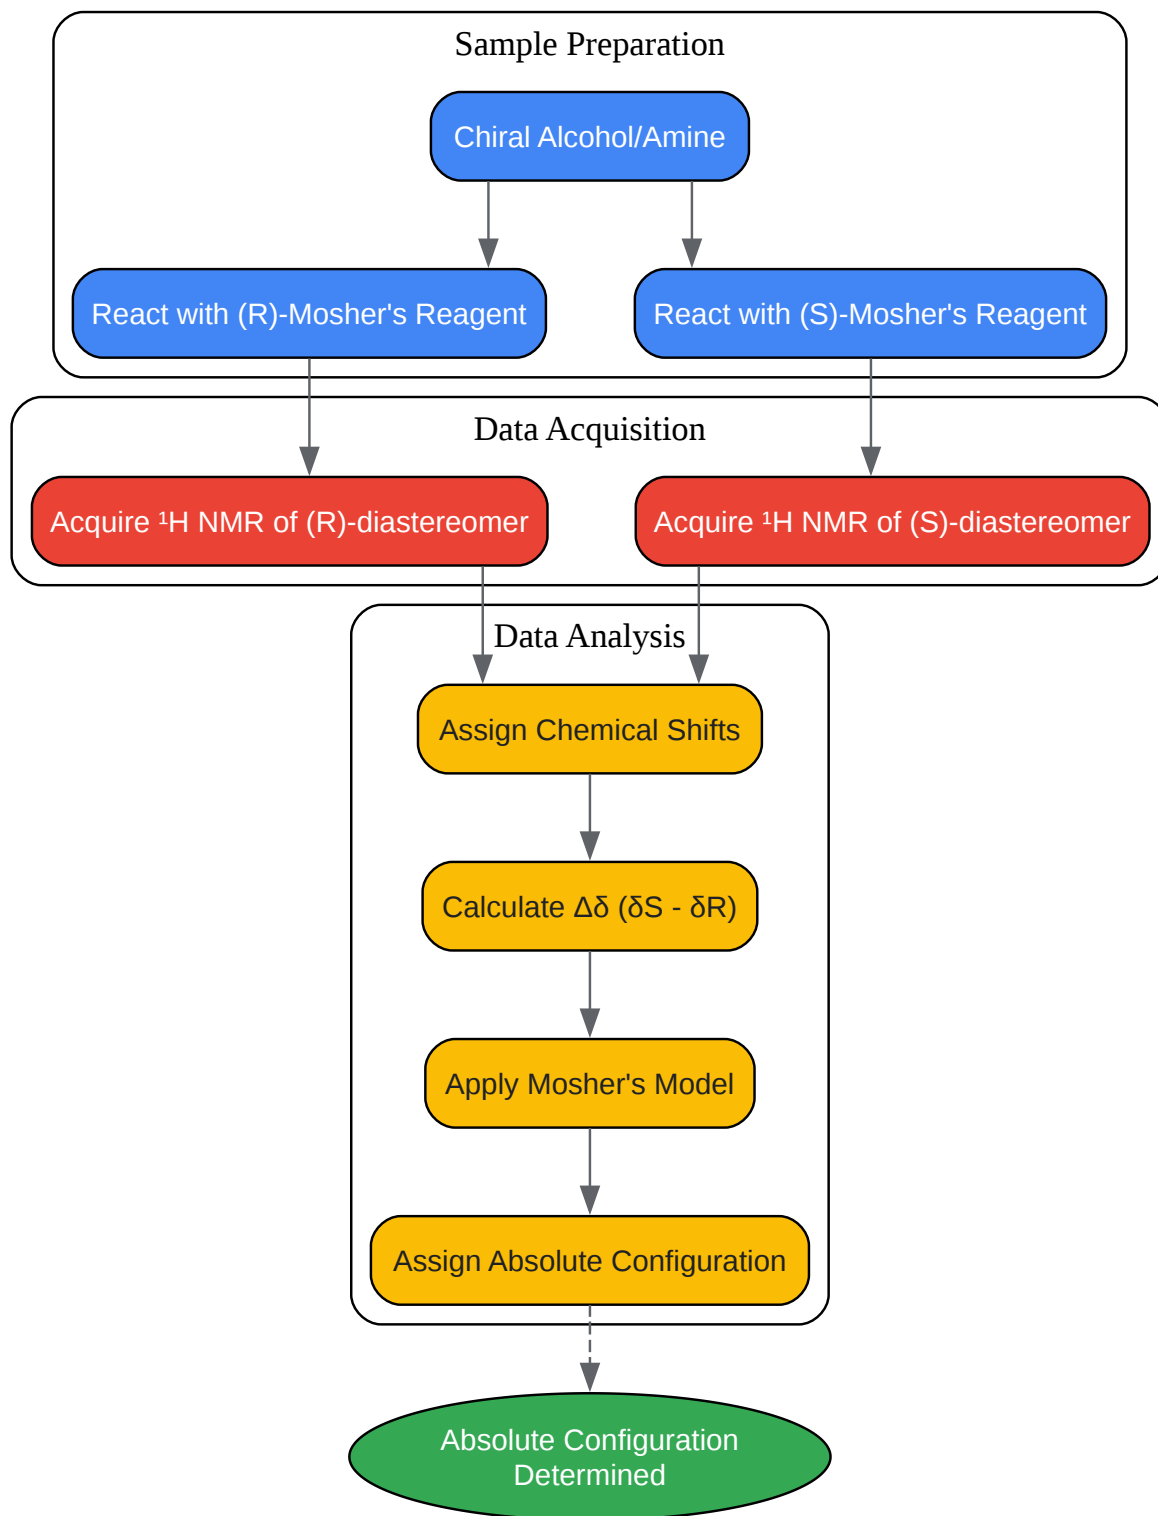 Sample Preparation
Chiral Alcohol/Amine
React with (R)-Mosher's Reagent
React with (S)-Mosher's Reagent
Data Acquisition
Acquire ¹H NMR of (R)-diastereomer
Acquire ¹H NMR of (S)-diastereomer
Data Analysis
Assign Chemical Shifts
Calculate Δδ (δS - δR)
Apply Mosher's Model
Assign Absolute Configuration
Absolute Configuration
Determined